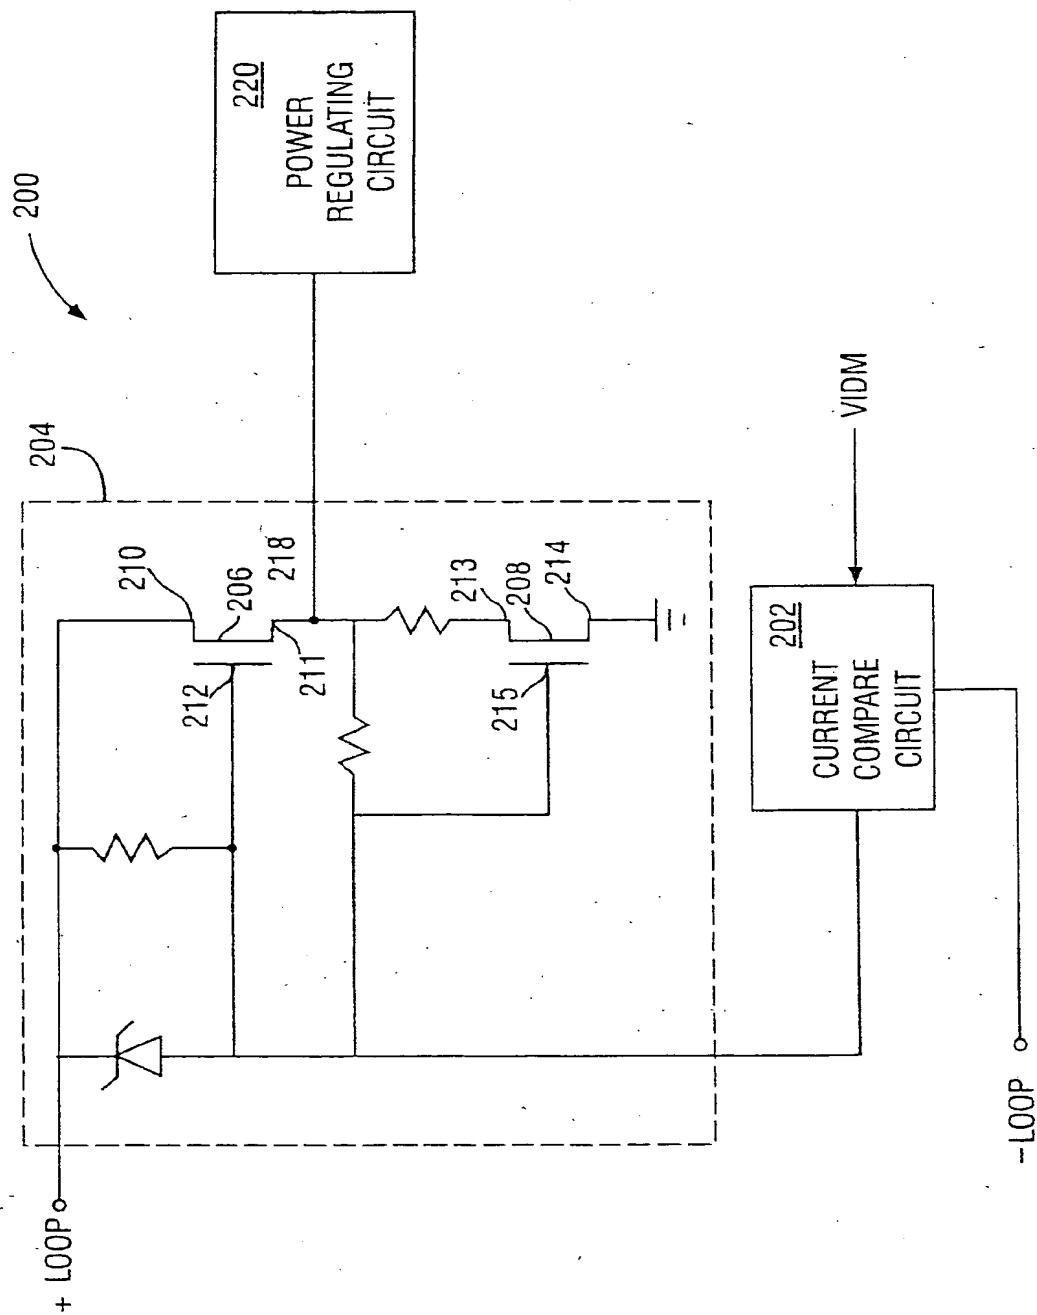 200
204
220
POWER
REGULATING
CIRCUIT
210
206
218
212
211
213
208
214
215
+ LOOP
202
CURRENT
COMPARE
CIRCUIT
VIDM
−LOOP